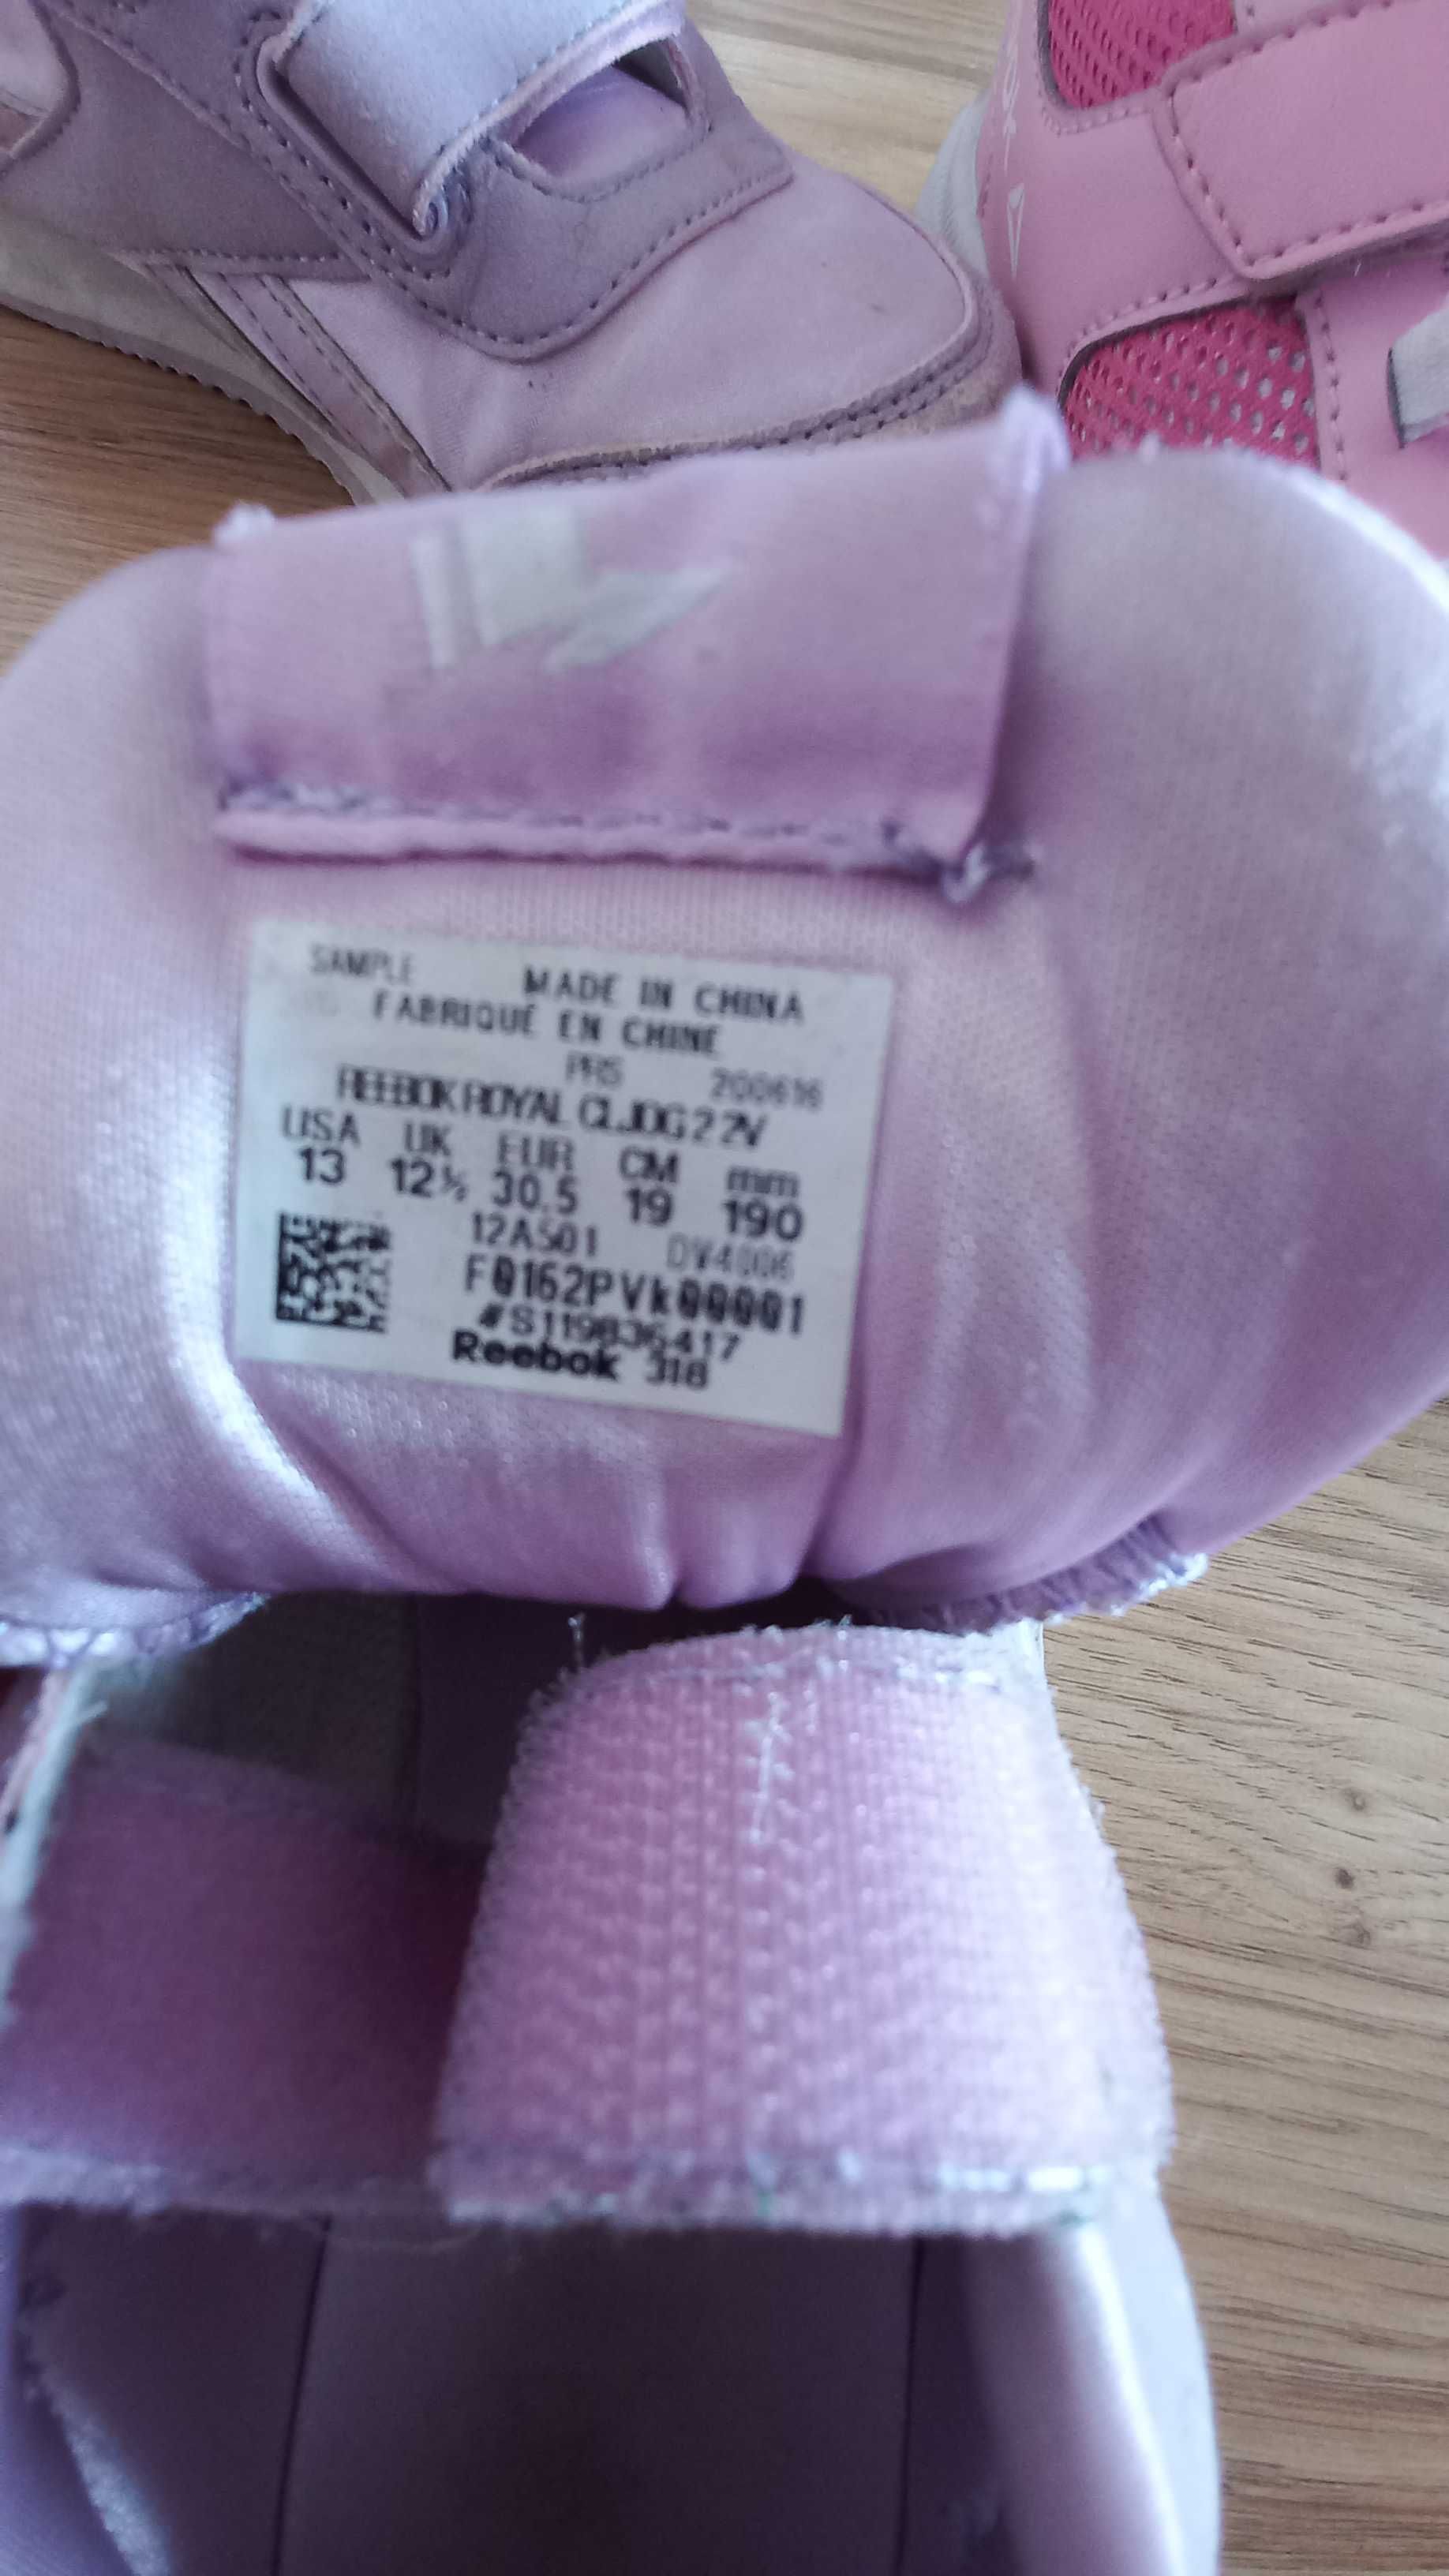 SAMPLE MADE IN CHINA
FABRIQUÉ EN CHINE
PRS 200616
REEBOK ROYAL CLJOG 2 2V
USA UK EUR CM mm
13 12½ 30.5 19 190
12A501 DV4006
F0162PVk00001
#S119836417
Reebok 318